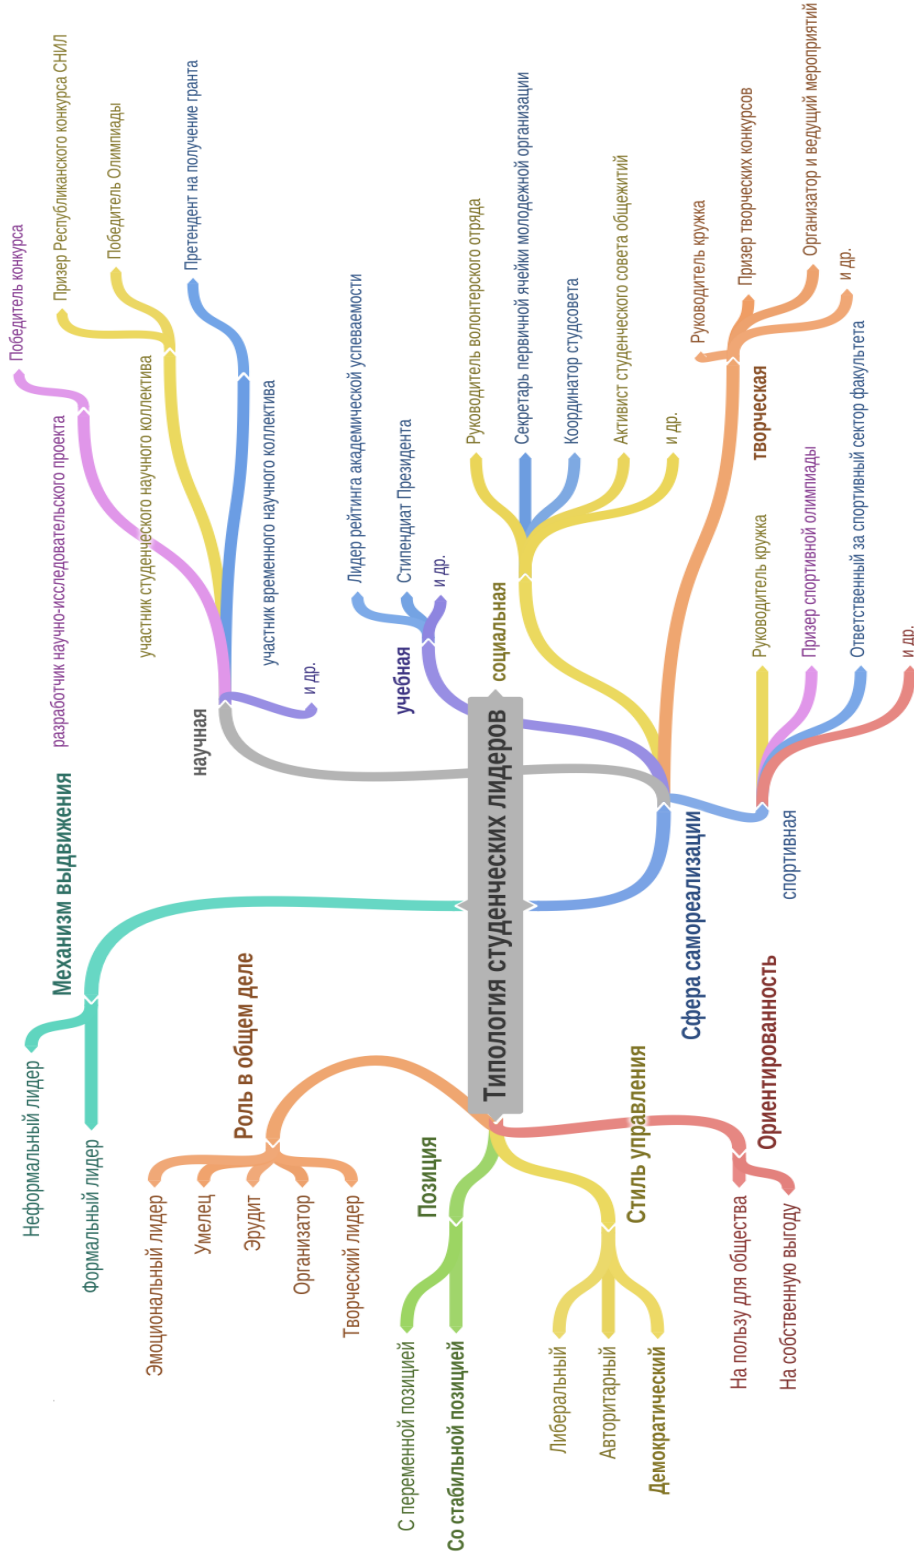 Типология студенческих лидеров
Механизм выдвижения
Неформальный лидер
Формальный лидер
Роль в общем деле
Эмоциональный лидер
Умелец
Эрудит
Организатор
Творческий лидер
Позиция
С переменной позицией
Со стабильной позицией
Стиль управления
Либеральный
Авторитарный
Демократический
Ориентированность
На пользу для общества
На собственную выгоду
Сфера самореализации
научная
разработчик научно-исследовательского проекта
Победитель конкурса
участник студенческого научного коллектива
Призер Республиканского конкурса СНИЛ
Победитель Олимпиады
участник временного научного коллектива
Претендент на получение гранта
и др.
учебная
Лидер рейтинга академической успеваемости
Стипендиат Президента
и др.
социальная
Руководитель волонтерского отряда
Секретарь первичной ячейки молодежной организации
Координатор студсовета
Активист студенческого совета общежитий
и др.
творческая
Руководитель кружка
Призер творческих конкурсов
Организатор и ведущий мероприятий
и др.
спортивная
Руководитель кружка
Призер спортивной олимпиады
Ответственный за спортивный сектор факультета
и др.